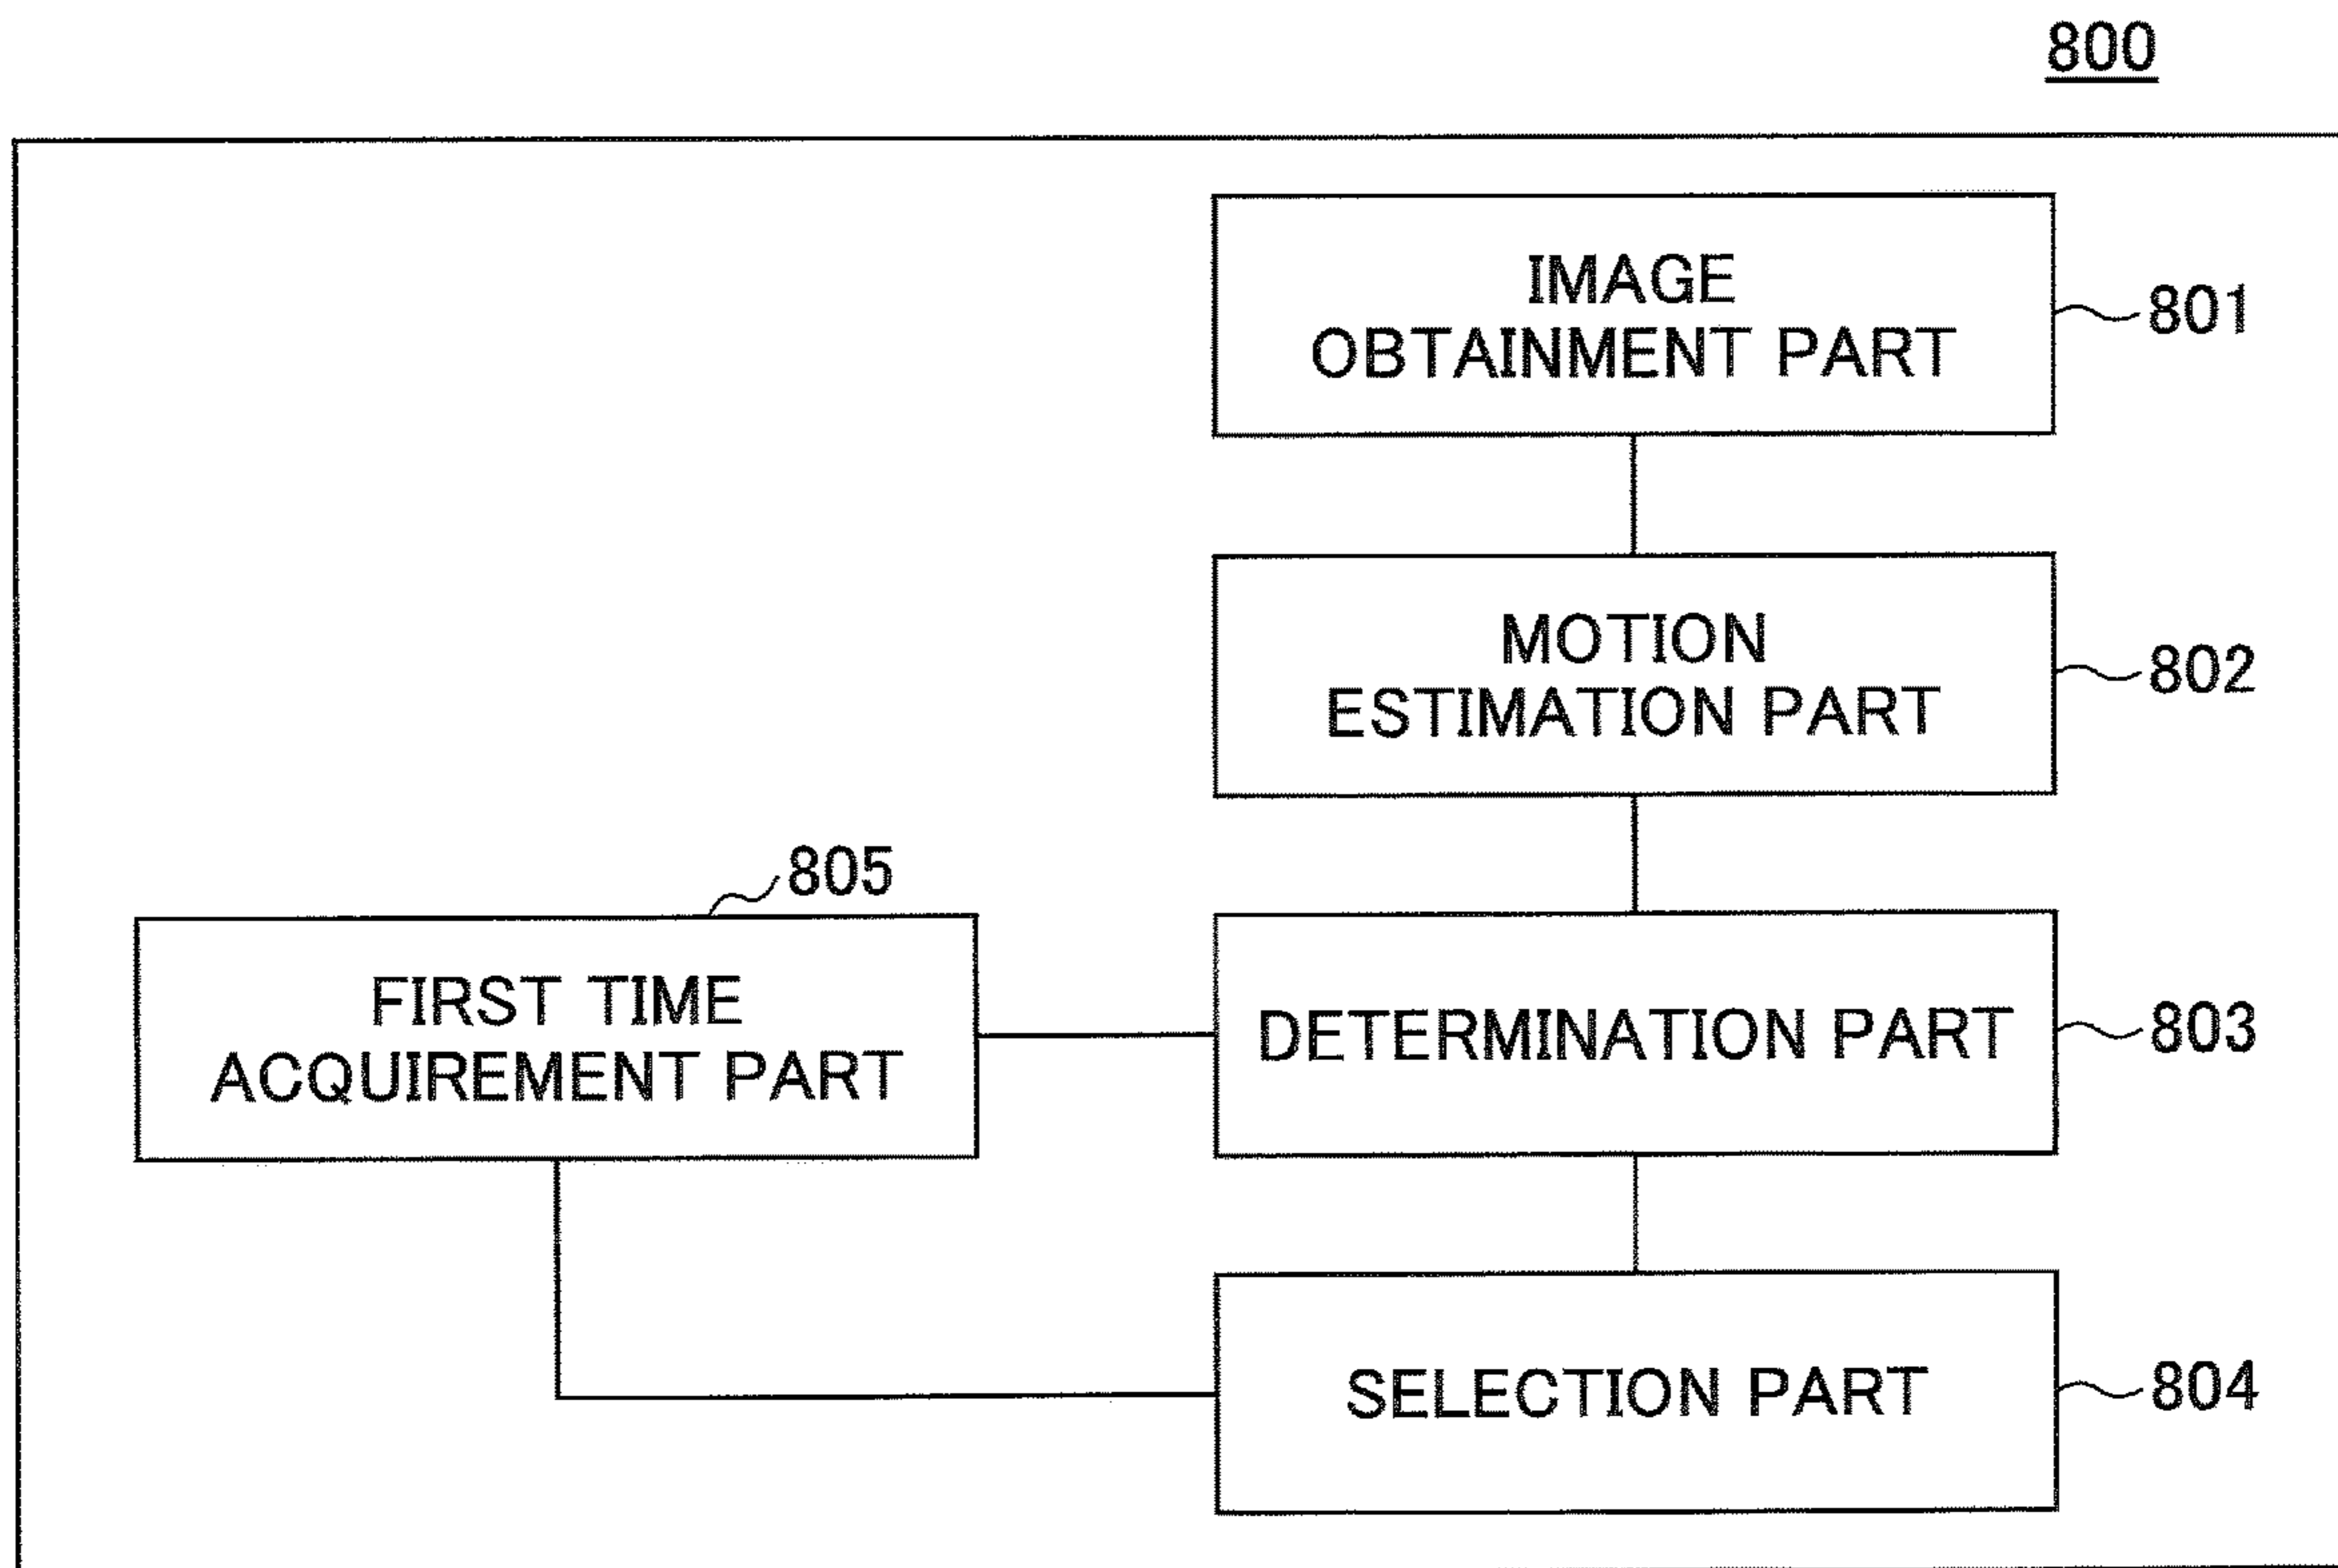 800
IMAGE
OBTAINMENT PART
801
MOTION
ESTIMATION PART
802
805
FIRST TIME
ACQUIREMENT PART
DETERMINATION PART
803
SELECTION PART
804